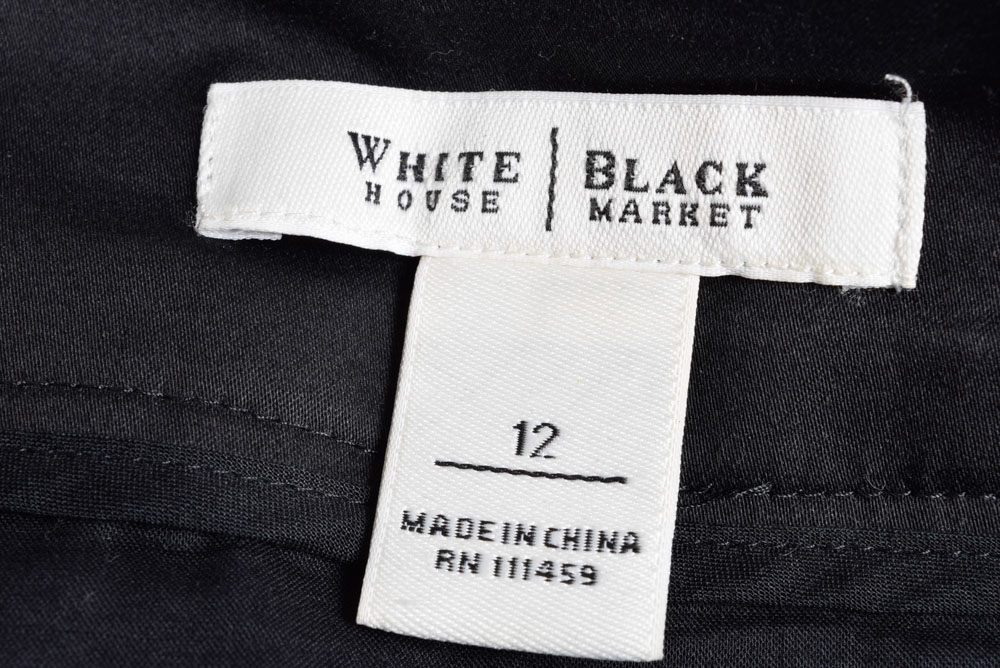 WHITE HOUSE | BLACK MARKET
12
MADE IN CHINA
RN 111459